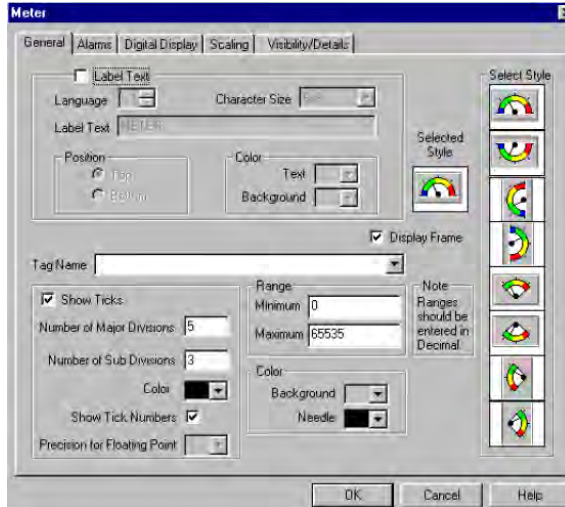 Meter
General Alarms Digital Display Scaling Visibility/Details
Label Text
Language
Character Size
Label Text METER
Position
Top
Bottom
Color
Text
Background
Selected
Style
Select Style
Display Frame
Tag Name
Show Ticks
Number of Major Divisions 5
Number of Sub Divisions 3
Color
Show Tick Numbers
Precision for Floating Point
Range
Minimum 0
Maximum 65535
Note
Ranges
should be
entered in
Decimal.
Color
Background
Needle
OK Cancel Help